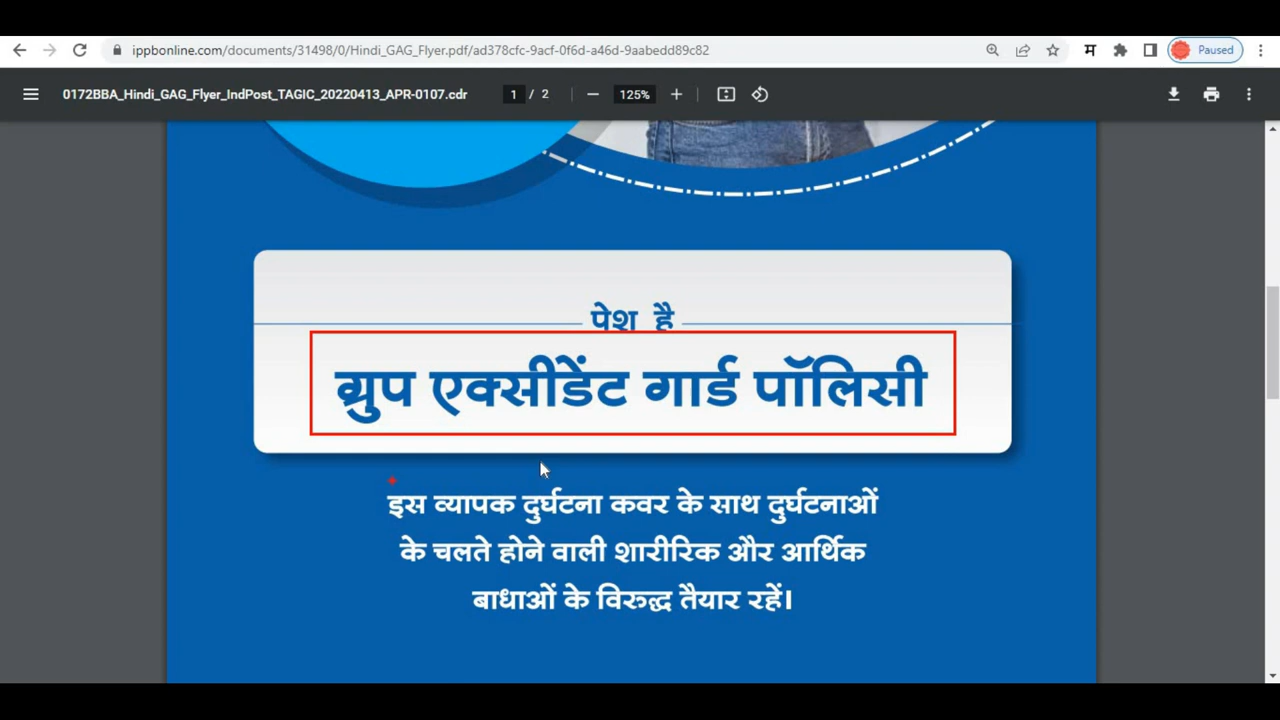 ippbonline.com/documents/31498/0/Hindi_GAG_Flyer.pdf/ad378cfc-9acf-0f6d-a46d-9aabedd89c82
म
Paused
0172BBA_Hindi_GAG_Flyer_IndPost_TAGIC_20220413_APR-0107.cdr 1 / 2 125%
पेश है
ग्रुप एक्सीडेंट गार्ड पॉलिसी
इस व्यापक दुर्घटना कवर के साथ दुर्घटनाओं
के चलते होने वाली शारीरिक और आर्थिक
बाधाओं के विरुद्ध तैयार रहें।